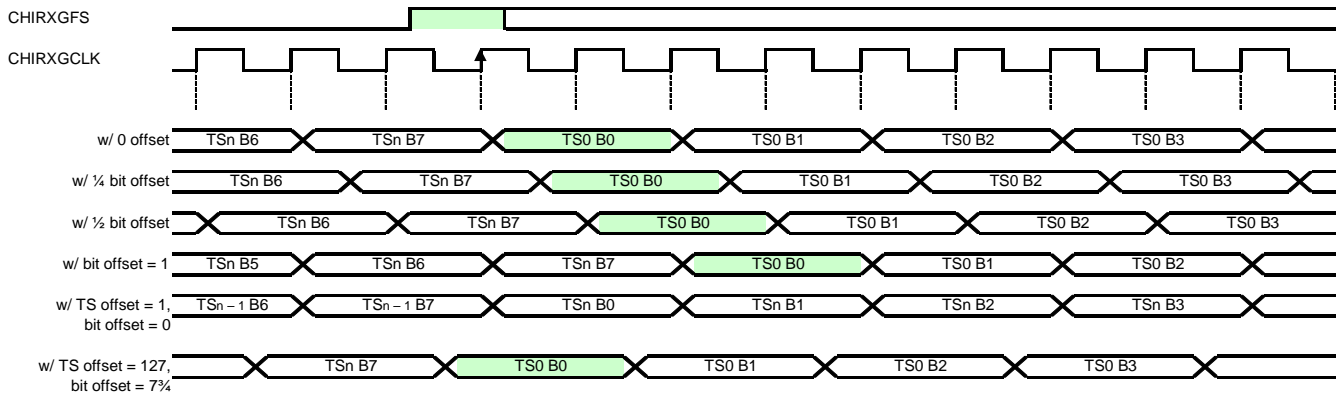 CHIRXGFS
CHIRXGCLK
w/ 0 offset TSn B6 TSn B7 TS0 B0 TS0 B1 TS0 B2 TS0 B3
w/ ¼ bit offset TSn B6 TSn B7 TS0 B0 TS0 B1 TS0 B2 TS0 B3
w/ ½ bit offset TSn B6 TSn B7 TS0 B0 TS0 B1 TS0 B2 TS0 B3
w/ bit offset = 1 TSn B5 TSn B6 TSn B7 TS0 B0 TS0 B1 TS0 B2
w/ TS offset = 1, TSn – 1 B6 TSn – 1 B7 TSn B0 TSn B1 TSn B2 TSn B3
bit offset = 0
w/ TS offset = 127, TSn B7 TS0 B0 TS0 B1 TS0 B2 TS0 B3
bit offset = 7¾